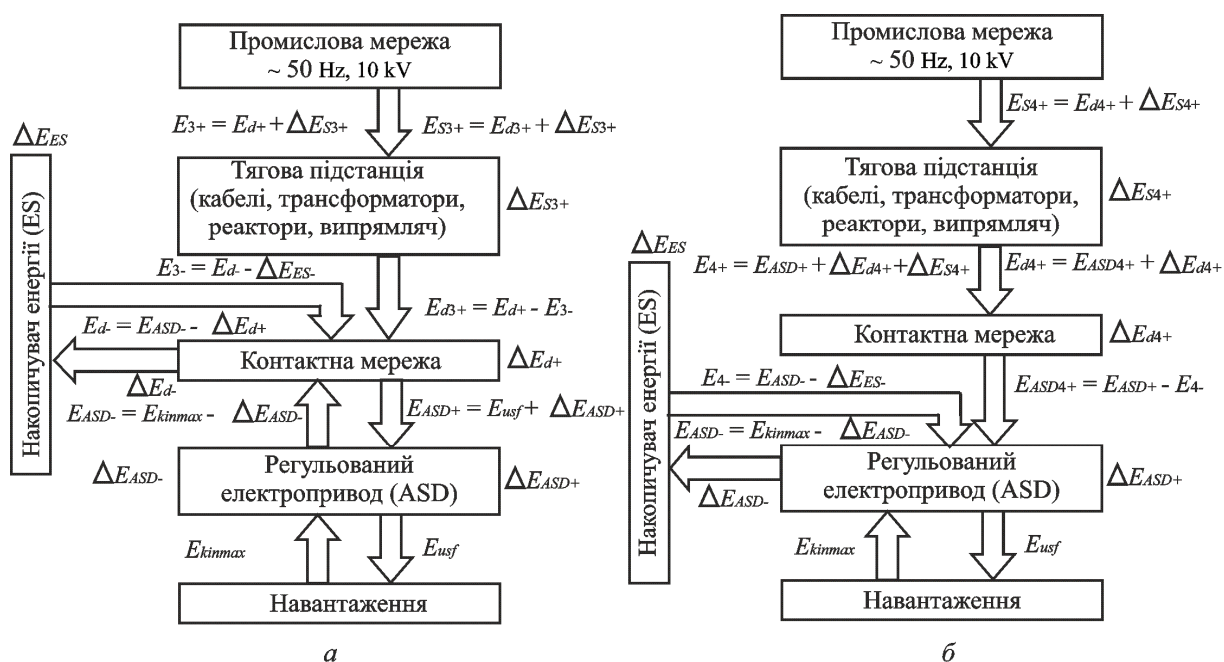 Промислова мережа
~ 50 Hz, 10 kV
E3+ = Ed+ + ΔES3+
ES3+ = Ed3+ + ΔES3+
ΔEES
Тягова підстанція
(кабелі, трансформатори,
реактори, випрямляч)
ΔES3+
Накопичувач енергії (ES)
E3- = Ed- - ΔEES-
Ed3+ = Ed+ - E3-
Ed- = EASD- - ΔEd+
Контактна мережа
ΔEd+
ΔEd-
EASD- = Ekinmax - ΔEASD-
EASD+ = Eusf + ΔEASD+
ΔEASD-
Регульований
електропривод (ASD)
ΔEASD+
Ekinmax
Eusf
Навантаження
а
Промислова мережа
~ 50 Hz, 10 kV
ES4+ = Ed4+ + ΔES4+
Тягова підстанція
(кабелі, трансформатори,
реактори, випрямляч)
ΔES4+
ΔEES
E4+ = EASD+ + ΔEd4+ + ΔES4+
Ed4+ = EASD4+ + ΔEd4+
Накопичувач енергії (ES)
Контактна мережа
ΔEd4+
E4- = EASD- - ΔEES-
EASD4+ = EASD+ - E4-
EASD- = Ekinmax - ΔEASD-
Регульований
електропривод (ASD)
ΔEASD+
ΔEASD-
Ekinmax
Eusf
Навантаження
б